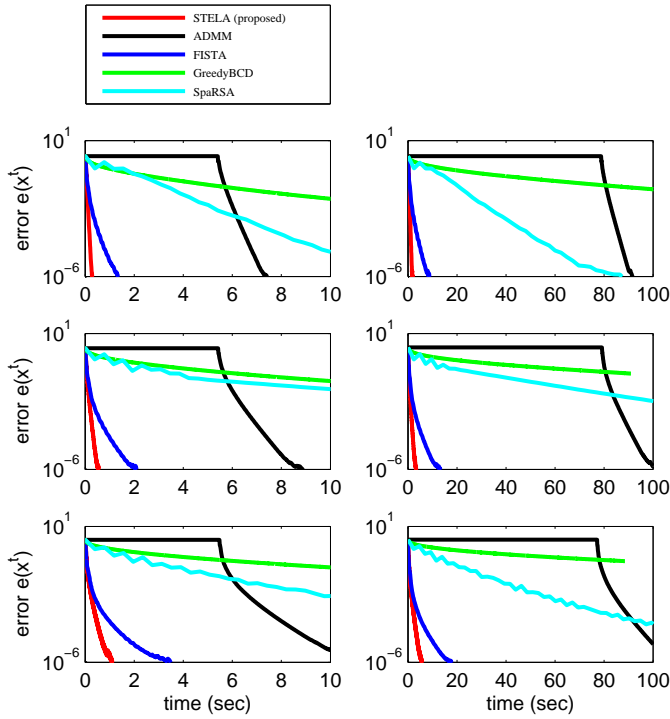 STELA (proposed)
ADMM
FISTA
GreedyBCD
SpaRSA
10^1
10^-6
error e(x^t)
0 2 4 6 8 10
10^1
10^-6
0 20 40 60 80 100
10^1
10^-6
error e(x^t)
0 2 4 6 8 10
10^1
10^-6
0 20 40 60 80 100
10^1
10^-6
error e(x^t)
0 2 4 6 8 10
time (sec)
10^1
10^-6
0 20 40 60 80 100
time (sec)